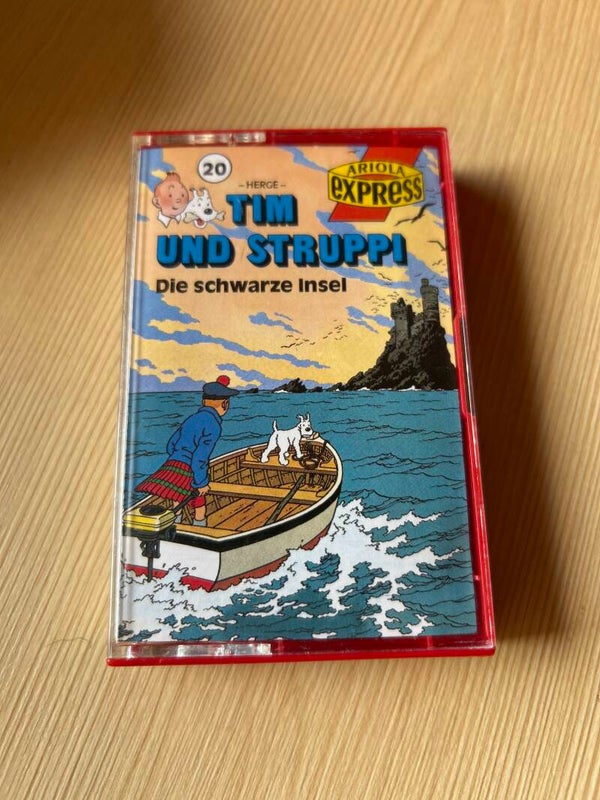 20
-HERGÉ-
ARIOLA
eXPRESS
TIM
UND STRUPPI
Die schwarze Insel